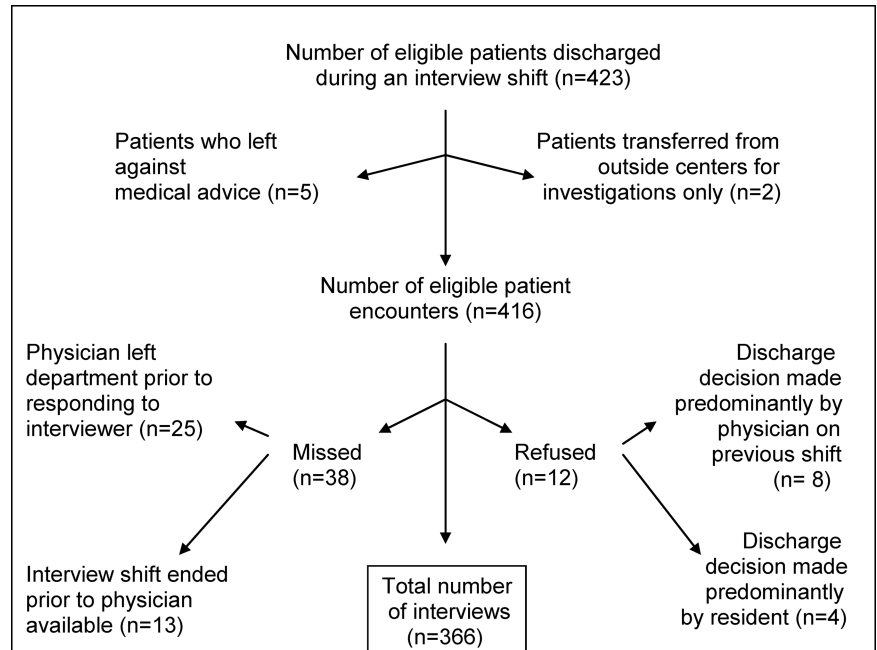 Number of eligible patients discharged
during an interview shift (n=423)
Patients who left
against
medical advice (n=5)
Patients transferred from
outside centers for
investigations only (n=2)
Number of eligible patient
encounters (n=416)
Physician left
department prior to
responding to
interviewer (n=25)
Missed
(n=38)
Refused
(n=12)
Discharge
decision made
predominantly by
physician on
previous shift
(n= 8)
Interview shift ended
prior to physician
available (n=13)
Total number
of interviews
(n=366)
Discharge
decision made
predominantly
by resident (n=4)